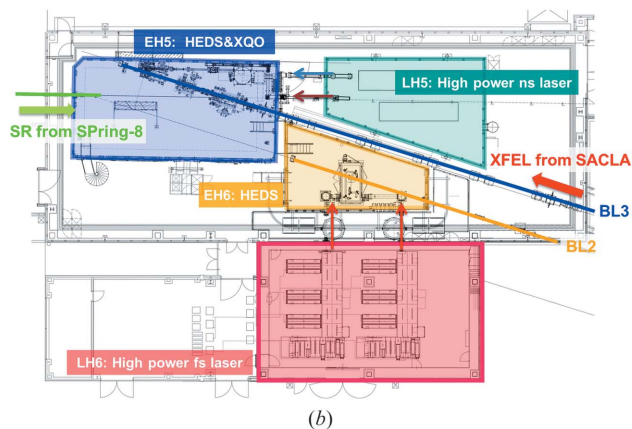 EH5: HEDS&XQO
LH5: High power ns laser
SR from SPring-8
XFEL from SACLA
EH6: HEDS
BL3
BL2
LH6: High power fs laser
(b)